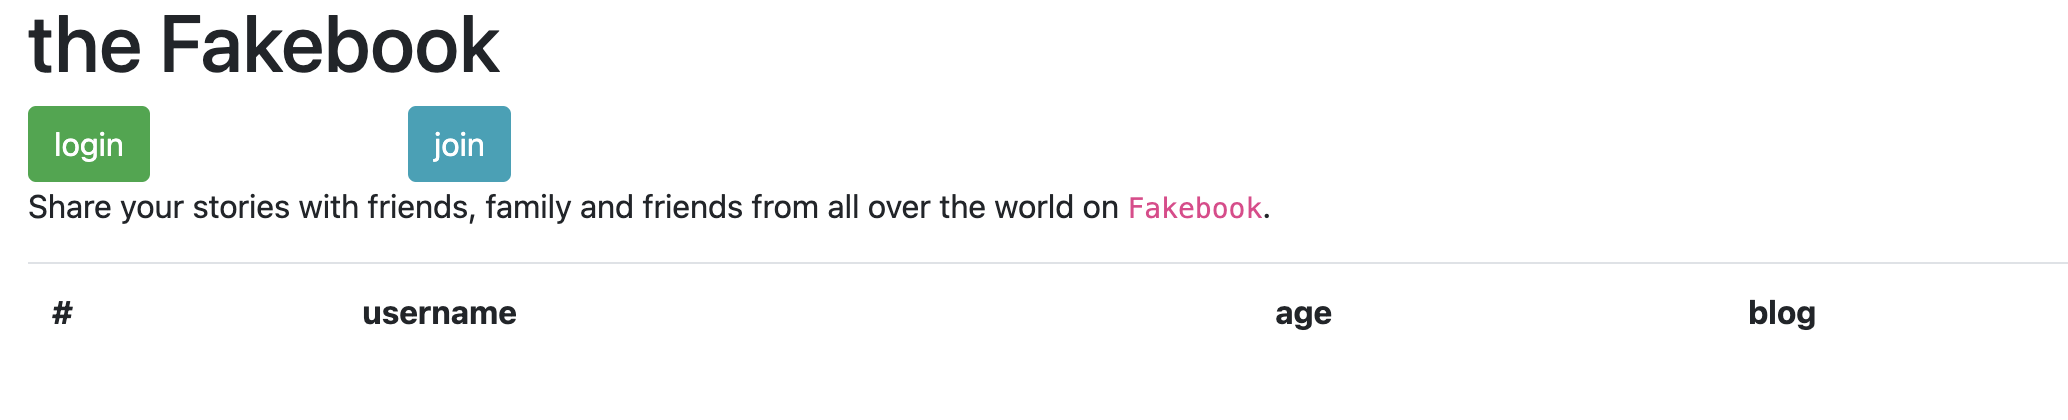 the Fakebook
login join
Share your stories with friends, family and friends from all over the world on Fakebook.
# username age blog